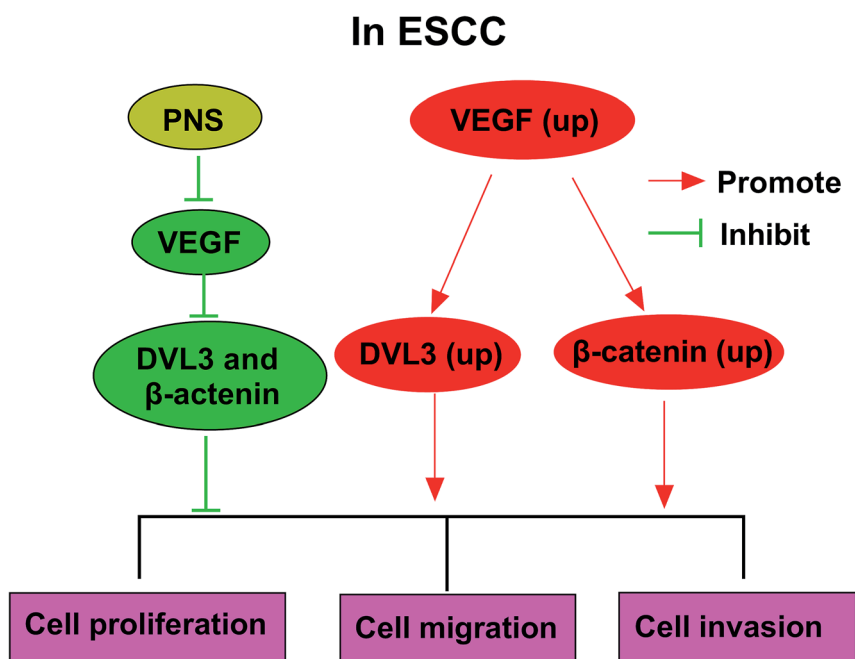 In ESCC
PNS
VEGF (up)
Promote
Inhibit
VEGF
DVL3 and
β-actenin
DVL3 (up)
β-catenin (up)
Cell proliferation
Cell migration
Cell invasion